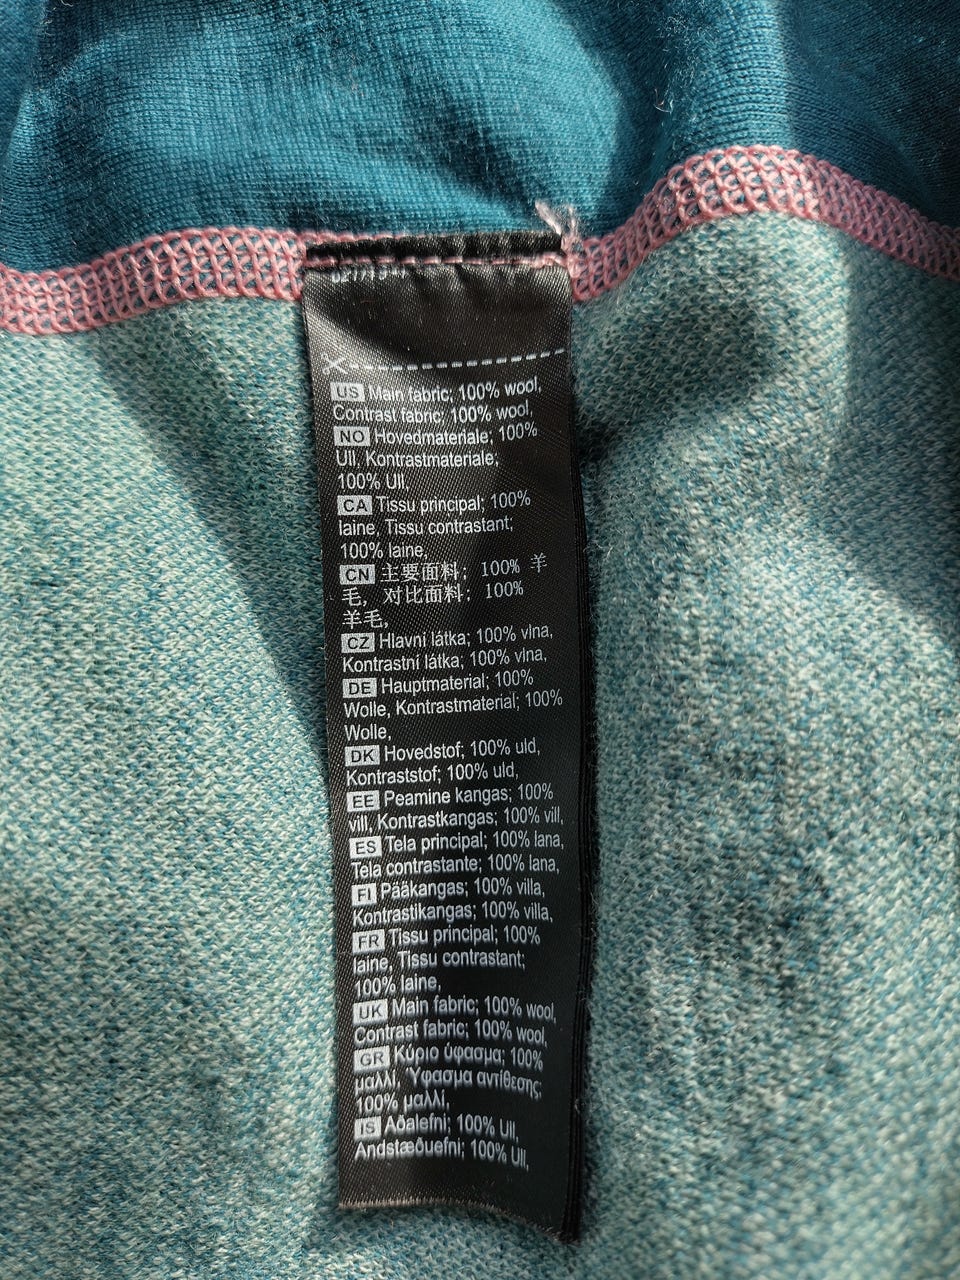 US Main fabric; 100% wool,
Contrast fabric; 100% wool,
NO Hovedmateriale; 100%
Ull, Kontrastmateriale;
100% Ull,
CA Tissu principal; 100%
laine, Tissu contrastant;
100% laine,
CN 主要面料; 100% 羊
毛, 对比面料; 100%
羊毛,
CZ Hlavní látka; 100% vlna,
Kontrastní látka; 100% vlna,
DE Hauptmaterial; 100%
Wolle, Kontrastmaterial; 100%
Wolle,
DK Hovedstof; 100% uld,
Kontraststof; 100% uld,
EE Peamine kangas; 100%
vill, Kontrastkangas; 100% vill,
ES Tela principal; 100% lana,
Tela contrastante; 100% lana,
FI Pääkangas; 100% villa,
Kontrastikangas; 100% villa,
FR Tissu principal; 100%
laine, Tissu contrastant;
100% laine,
UK Main fabric; 100% wool,
Contrast fabric; 100% wool,
GR Κύριο ύφασμα; 100%
μαλλί, Ύφασμα αντίθεσης;
100% μαλλί,
IS Aðalefni; 100% Ull,
Andstæðuefni; 100% Ull,